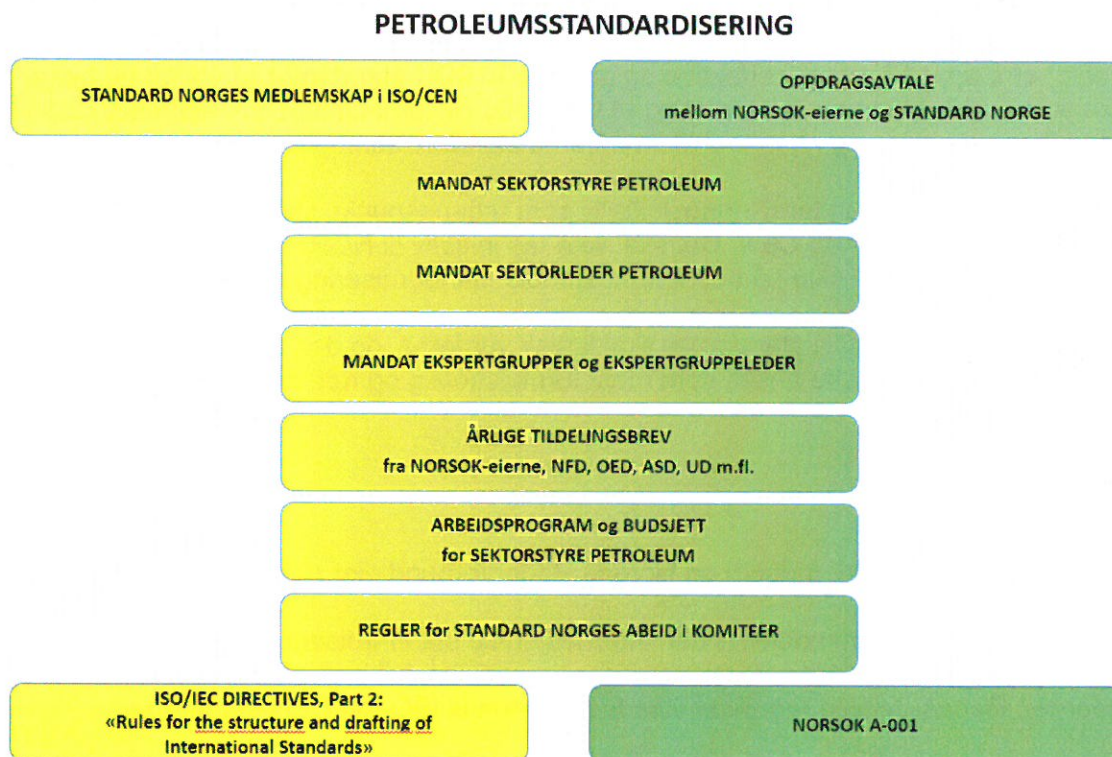 PETROLEUMSSTANDARDISERING
STANDARD NORGES MEDLEMSKAP i ISO/CEN
OPPDRAGSAVTALE
mellom NORSOK-eierne og STANDARD NORGE
MANDAT SEKTORSTYRE PETROLEUM
MANDAT SEKTORLEDER PETROLEUM
MANDAT EKSPERTGRUPPER og EKSPERTGRUPPELEDER
ÅRLIGE TILDELINGSBREV
fra NORSOK-eierne, NFD, OED, ASD, UD m.fl.
ARBEIDSPROGRAM og BUDSJETT
for SEKTORSTYRE PETROLEUM
REGLER for STANDARD NORGES ABEID i KOMITEER
ISO/IEC DIRECTIVES, Part 2:
«Rules for the structure and drafting of
International Standards»
NORSOK A-001